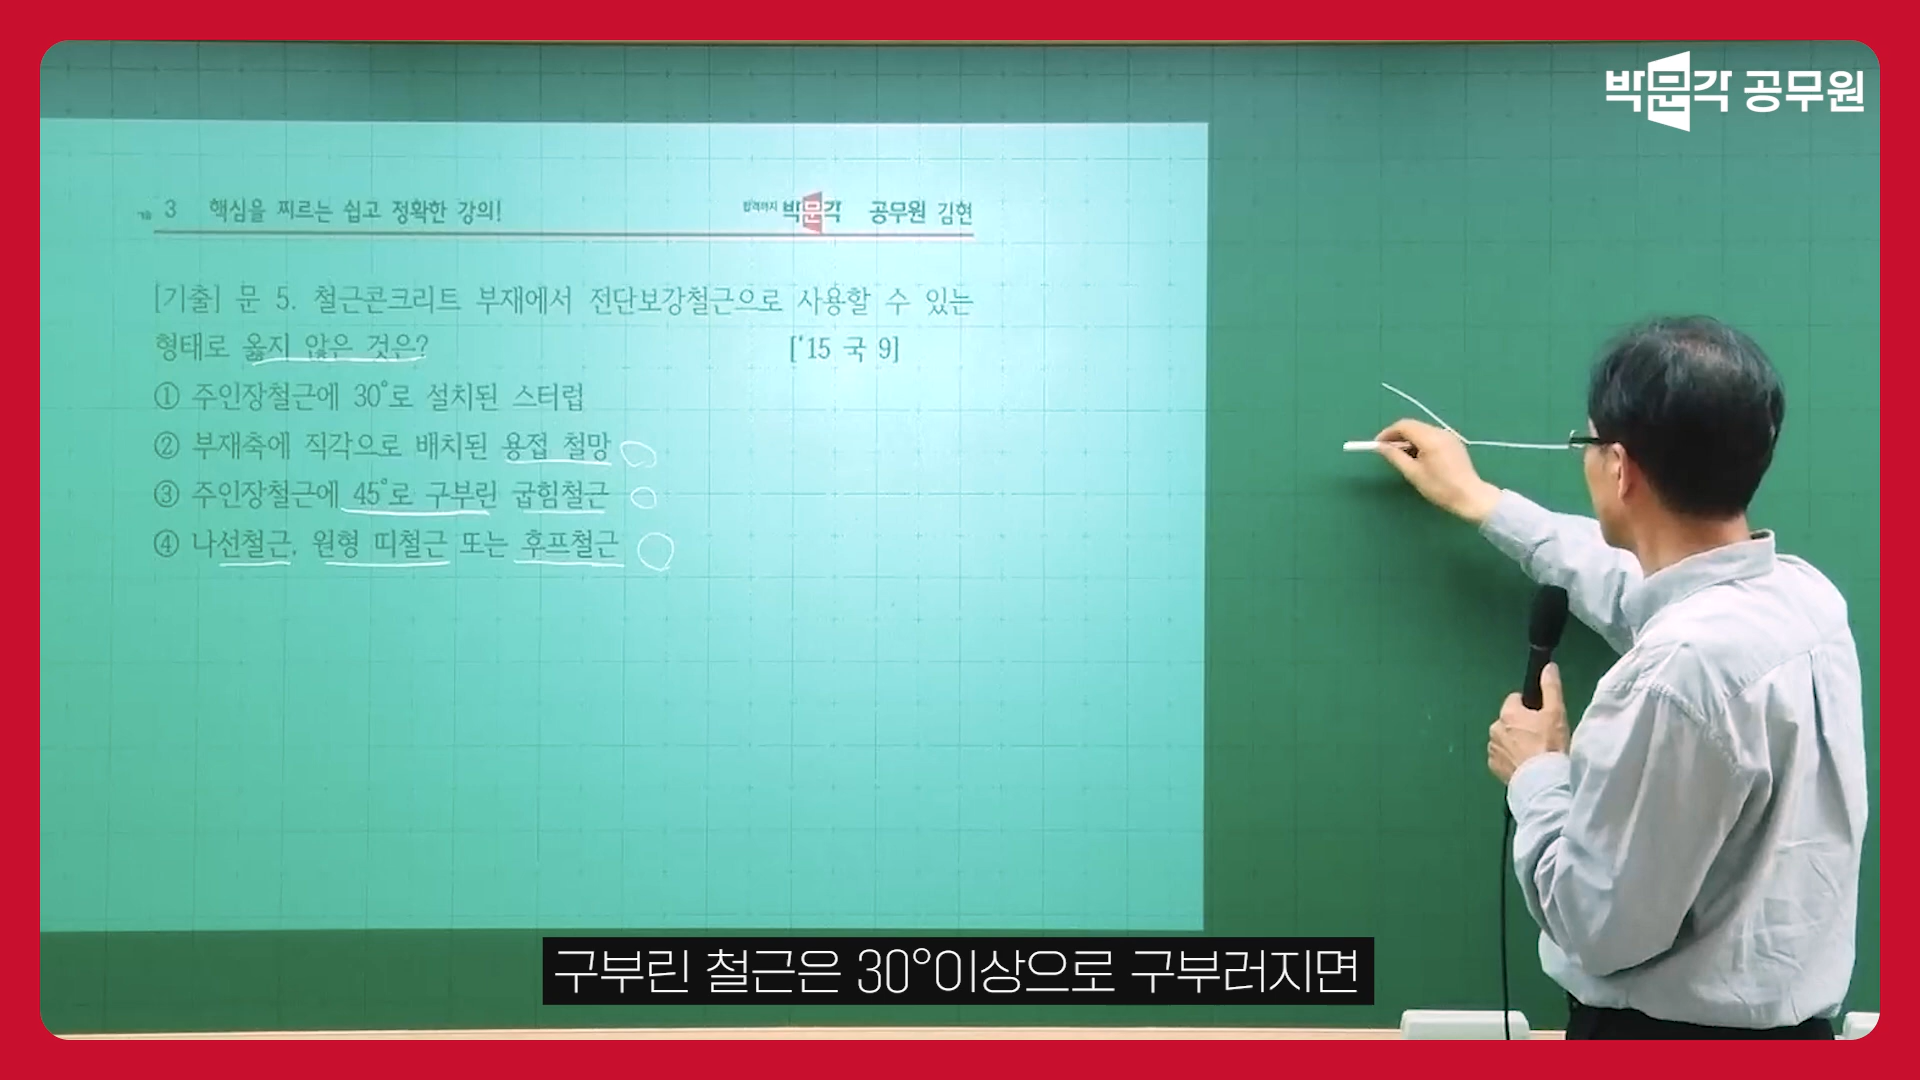 박문각 공무원
기술 3 핵심을 찌르는 쉽고 정확한 강의!
합격까지 박문각 공무원 김현
[기출] 문 5. 철근콘크리트 부재에서 전단보강철근으로 사용할 수 있는
형태로 옳지 않은 것은? [‘15 국 9]
① 주인장철근에 30°로 설치된 스터럽
② 부재축에 직각으로 배치된 용접 철망
③ 주인장철근에 45°로 구부린 굽힘철근
④ 나선철근, 원형 띠철근 또는 후프철근
구부린 철근은 30°이상으로 구부러지면